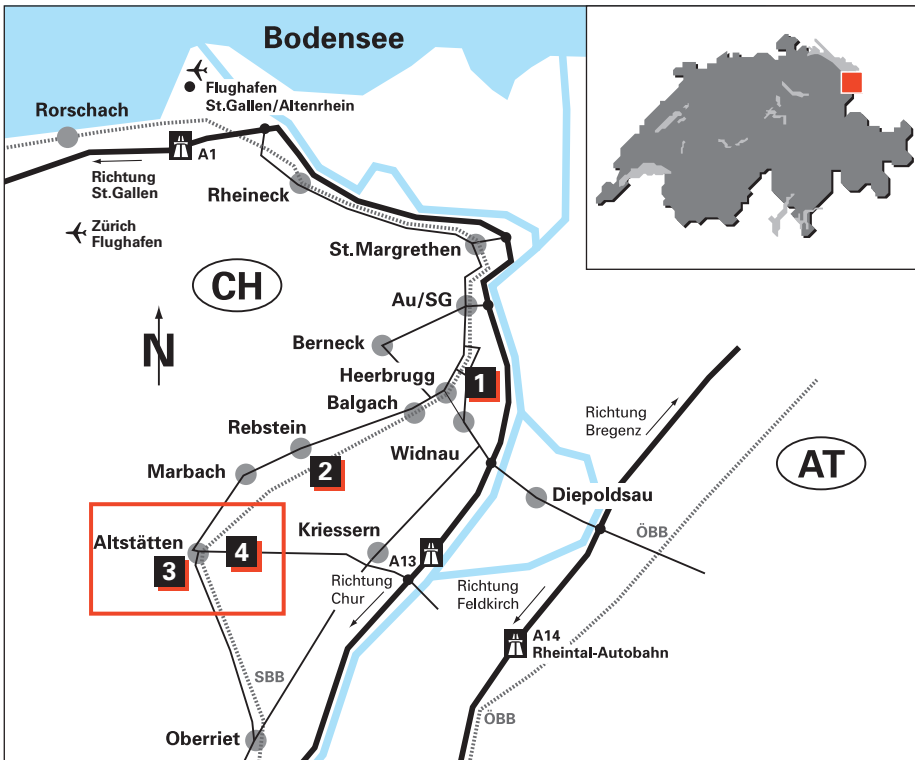 Bodensee
Flughafen
St.Gallen/Altenrhein
Rorschach
A1
Richtung
St.Gallen
Rheineck
Zürich
Flughafen
St.Margrethen
CH
Au/SG
N
Berneck
Heerbrugg
1
Balgach
Richtung
Bregenz
Rebstein
Widnau
AT
Marbach
2
Diepoldsau
ÖBB
Altstätten
3
4
Kriessern
A13
Richtung
Chur
Richtung
Feldkirch
A14
Rheintal-Autobahn
SBB
ÖBB
Oberriet